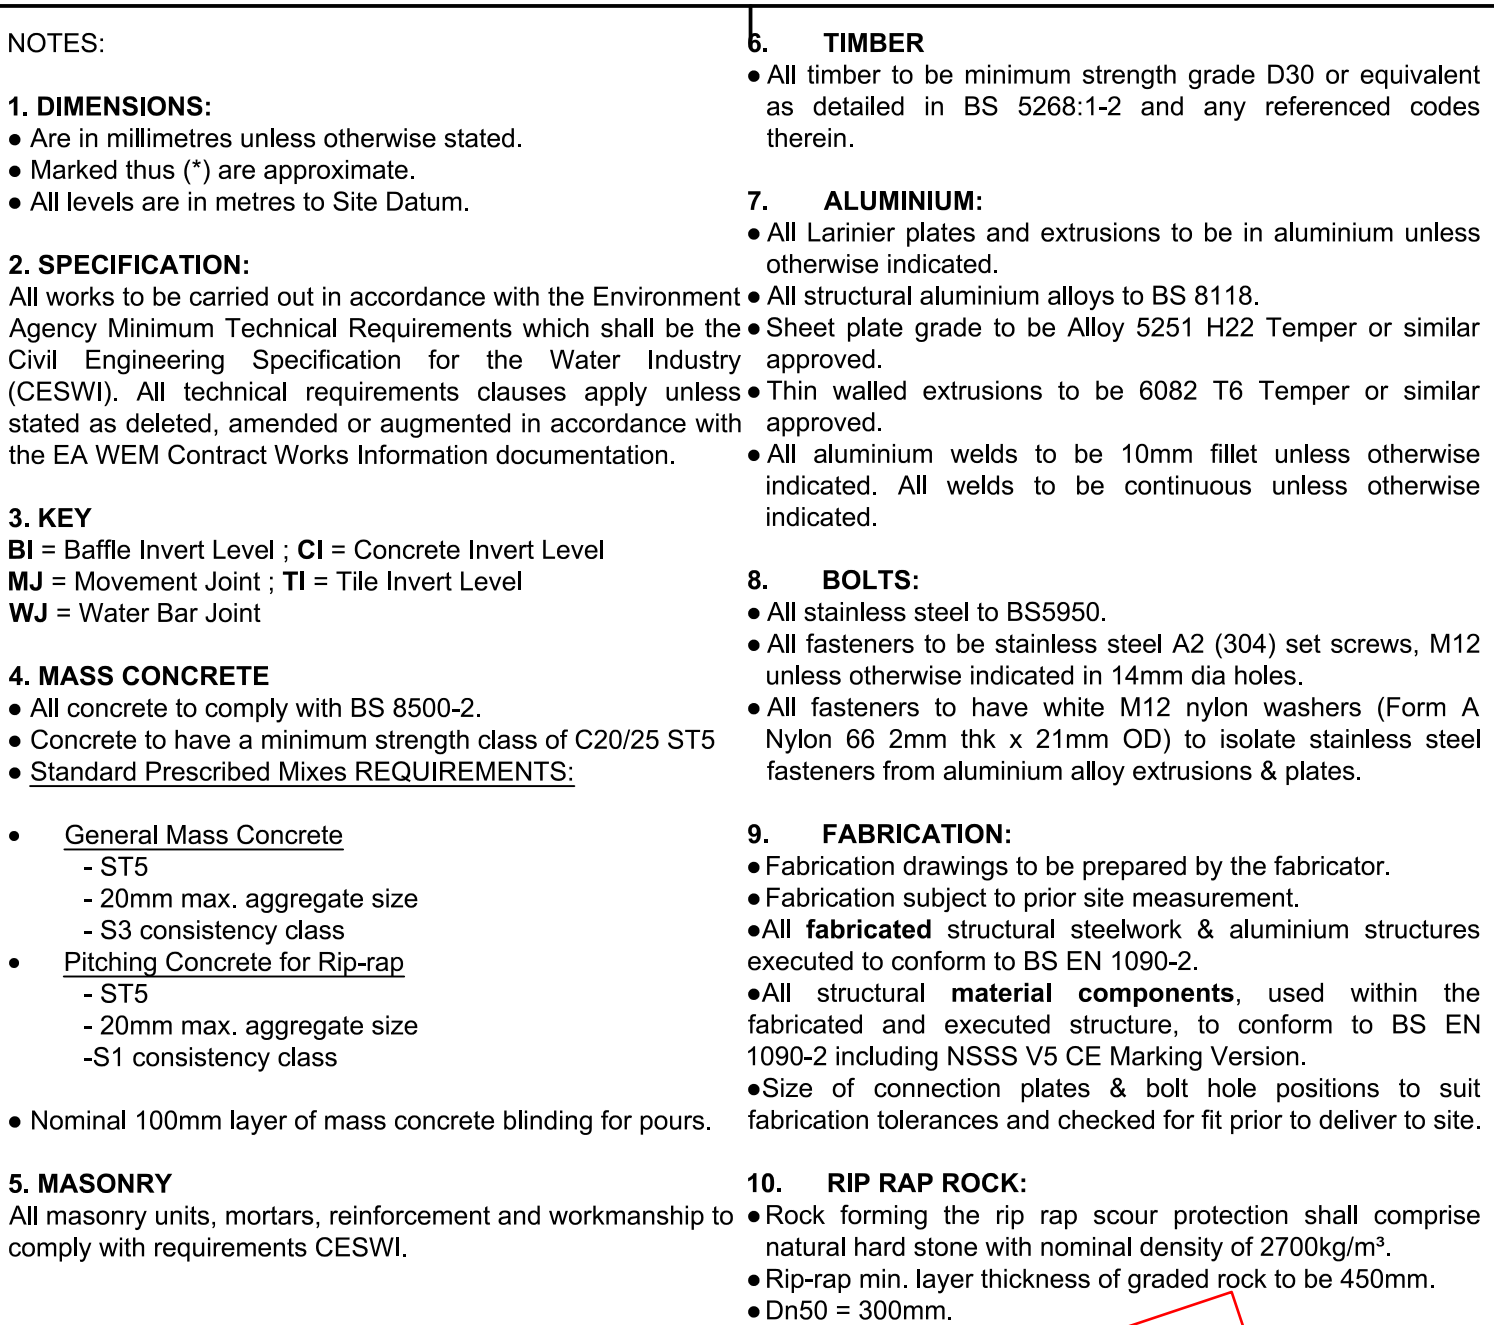 NOTES:
1. DIMENSIONS:
● Are in millimetres unless otherwise stated.
● Marked thus (*) are approximate.
● All levels are in metres to Site Datum.
2. SPECIFICATION:
All works to be carried out in accordance with the Environment
Agency Minimum Technical Requirements which shall be the
Civil Engineering Specification for the Water Industry
(CESWI). All technical requirements clauses apply unless
stated as deleted, amended or augmented in accordance with
the EA WEM Contract Works Information documentation.
3. KEY
BI = Baffle Invert Level ; CI = Concrete Invert Level
MJ = Movement Joint ; TI = Tile Invert Level
WJ = Water Bar Joint
4. MASS CONCRETE
● All concrete to comply with BS 8500-2.
● Concrete to have a minimum strength class of C20/25 ST5
● Standard Prescribed Mixes REQUIREMENTS:
● General Mass Concrete
- ST5
- 20mm max. aggregate size
- S3 consistency class
● Pitching Concrete for Rip-rap
- ST5
- 20mm max. aggregate size
-S1 consistency class
● Nominal 100mm layer of mass concrete blinding for pours.
5. MASONRY
All masonry units, mortars, reinforcement and workmanship to
comply with requirements CESWI.
6. TIMBER
● All timber to be minimum strength grade D30 or equivalent
as detailed in BS 5268:1-2 and any referenced codes
therein.
7. ALUMINIUM:
● All Larinier plates and extrusions to be in aluminium unless
otherwise indicated.
● All structural aluminium alloys to BS 8118.
● Sheet plate grade to be Alloy 5251 H22 Temper or similar
approved.
● Thin walled extrusions to be 6082 T6 Temper or similar
approved.
● All aluminium welds to be 10mm fillet unless otherwise
indicated. All welds to be continuous unless otherwise
indicated.
8. BOLTS:
● All stainless steel to BS5950.
● All fasteners to be stainless steel A2 (304) set screws, M12
unless otherwise indicated in 14mm dia holes.
● All fasteners to have white M12 nylon washers (Form A
Nylon 66 2mm thk x 21mm OD) to isolate stainless steel
fasteners from aluminium alloy extrusions & plates.
9. FABRICATION:
● Fabrication drawings to be prepared by the fabricator.
● Fabrication subject to prior site measurement.
●All fabricated structural steelwork & aluminium structures
executed to conform to BS EN 1090-2.
●All structural material components, used within the
fabricated and executed structure, to conform to BS EN
1090-2 including NSSS V5 CE Marking Version.
●Size of connection plates & bolt hole positions to suit
fabrication tolerances and checked for fit prior to deliver to site.
10. RIP RAP ROCK:
● Rock forming the rip rap scour protection shall comprise
natural hard stone with nominal density of 2700kg/m³.
● Rip-rap min. layer thickness of graded rock to be 450mm.
● Dn50 = 300mm.